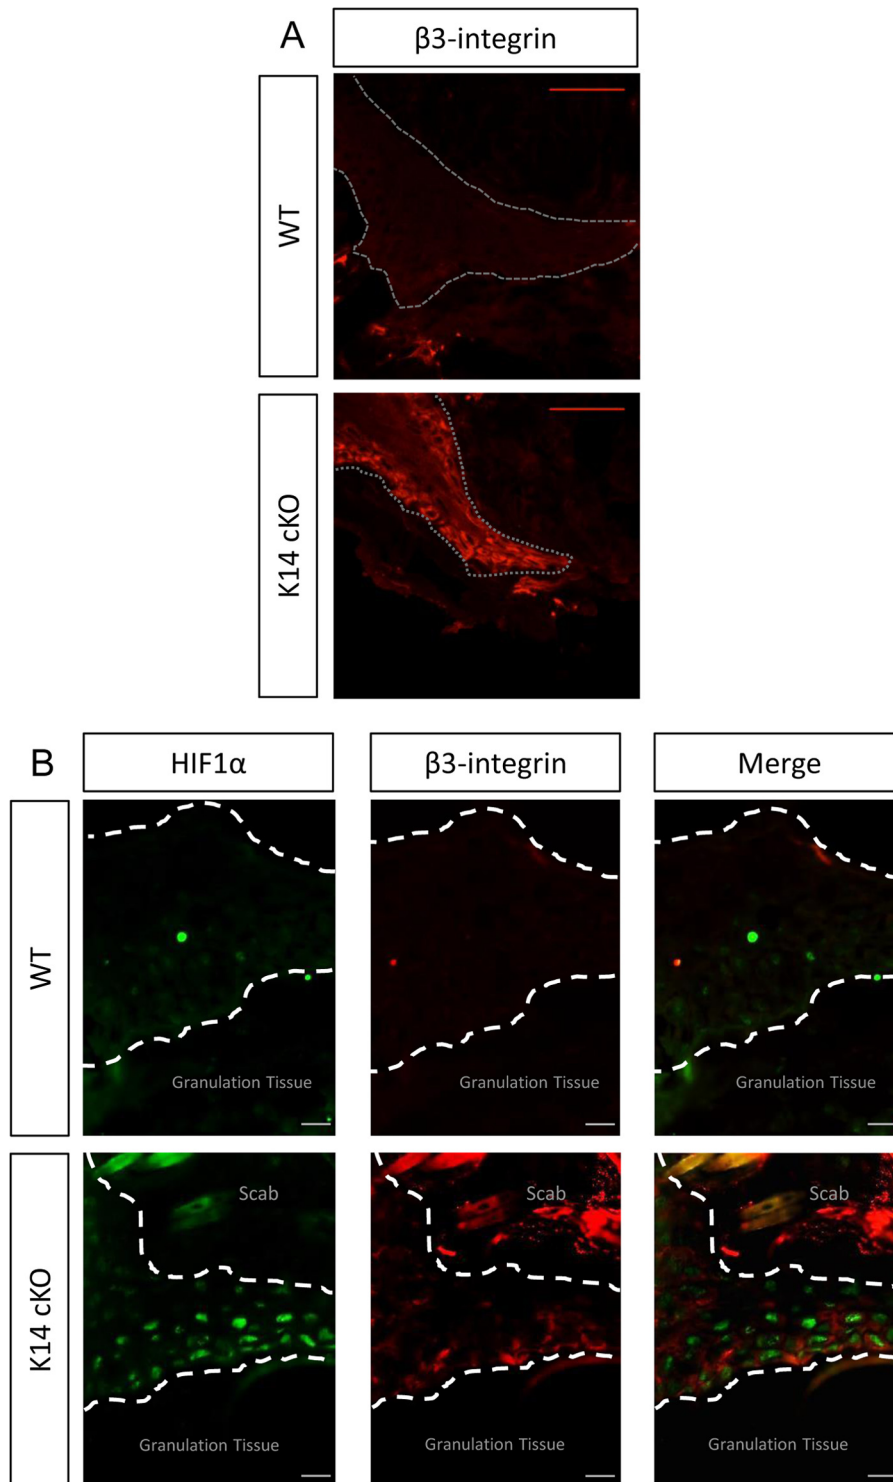 A
β3-integrin
WT
K14 cKO
B
HIF1α
β3-integrin
Merge
WT
Granulation Tissue
Granulation Tissue
Granulation Tissue
K14 cKO
Scab
Scab
Scab
Granulation Tissue
Granulation Tissue
Granulation Tissue